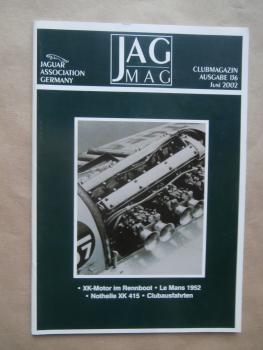 JAG
MAG
JAGUAR
ASSOCIATION
GERMANY
CLUBMAGAZIN
AUSGABE 136
JUNI 2002
7
• XK-Motor im Rennboot • Le Mans 1952
• Nothelle XK 415 • Clubausfahrten